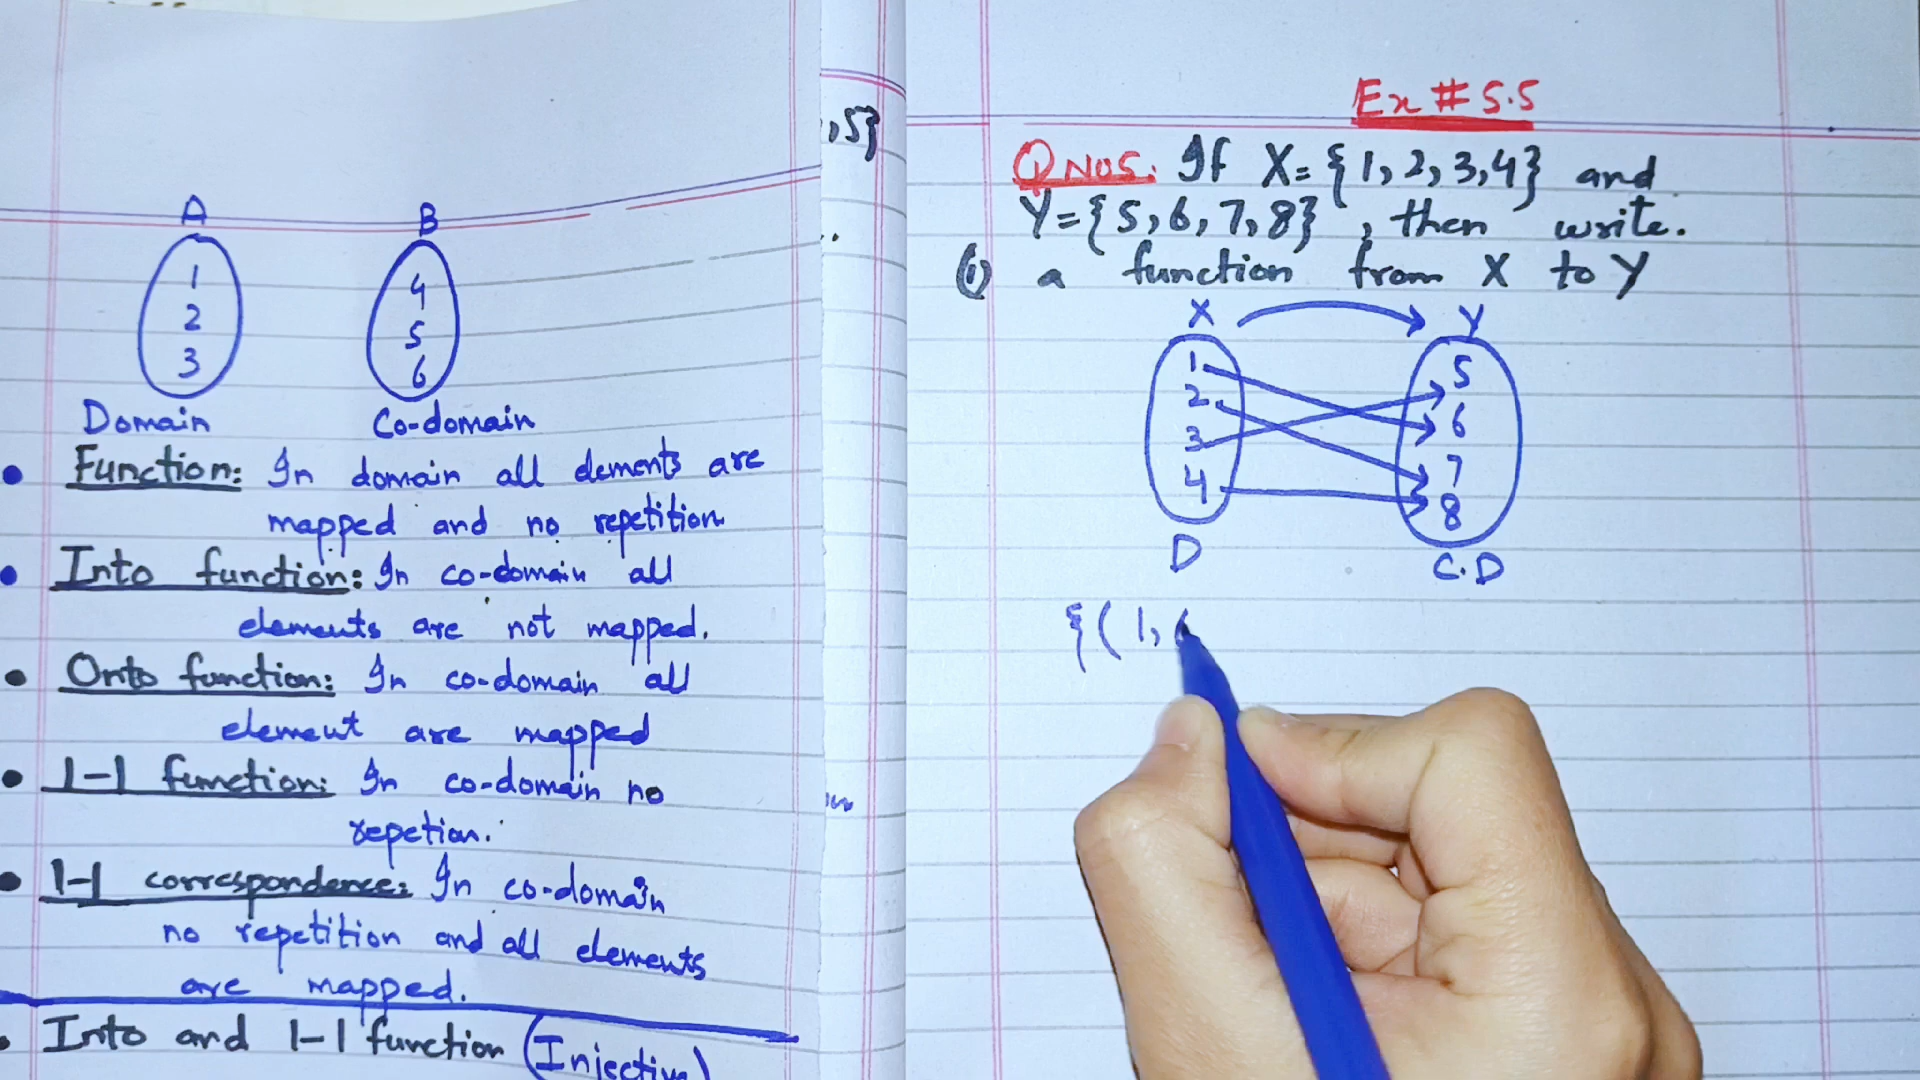 A B
1 4
2 5
3 6
Domain Co-domain
• Function: In domain all elements are
mapped and no repetition
• Into function: In co-domain all
elements are not mapped.
• Onto function: In co-domain all
element are mapped
• 1-1 function: In co-domain no
repetion.
• 1-1 correspondence: In co-domain
no repetition and all elements
are mapped.
• Into and 1-1 function (Injective)
,5}
Ex # 5.5
Q NO5. If X={1,2,3,4} and
Y={5,6,7,8}, then write.
(i) a function from X to Y
X Y
1 5
2 6
3 7
4 8
D C.D
{(1,6